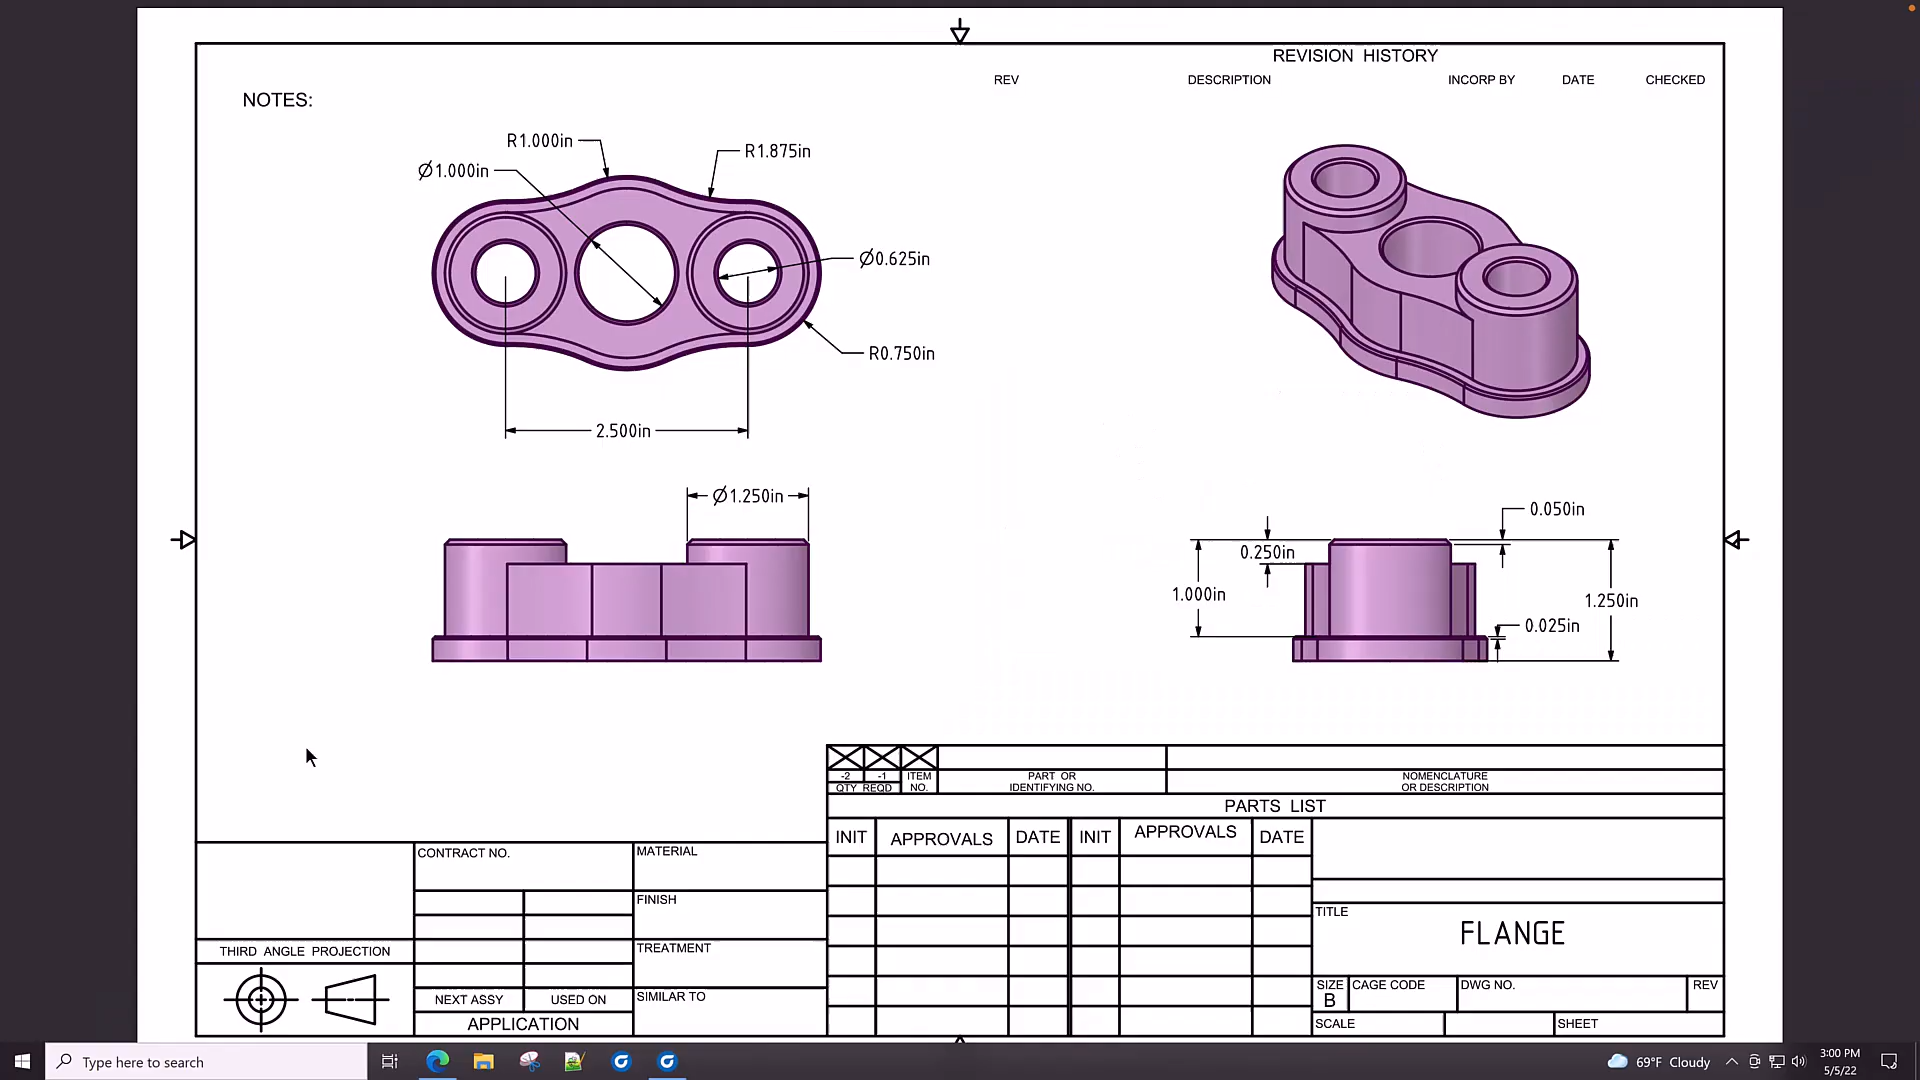 REVISION HISTORY
REV DESCRIPTION INCORP BY DATE CHECKED
NOTES:
R1.000in
R1.875in
Ø1.000in
Ø0.625in
R0.750in
2.500in
Ø1.250in
0.050in
0.250in
1.000in
1.250in
0.025in
-2 -1 ITEM NO.
QTY REQD
PART OR
IDENTIFYING NO.
NOMENCLATURE
OR DESCRIPTION
PARTS LIST
INIT APPROVALS DATE INIT APPROVALS DATE
CONTRACT NO.
MATERIAL
FINISH
TREATMENT
SIMILAR TO
THIRD ANGLE PROJECTION
NEXT ASSY USED ON
APPLICATION
TITLE
FLANGE
SIZE CAGE CODE DWG NO. REV
B
SCALE SHEET
Type here to search
69°F Cloudy
3:00 PM
5/5/22